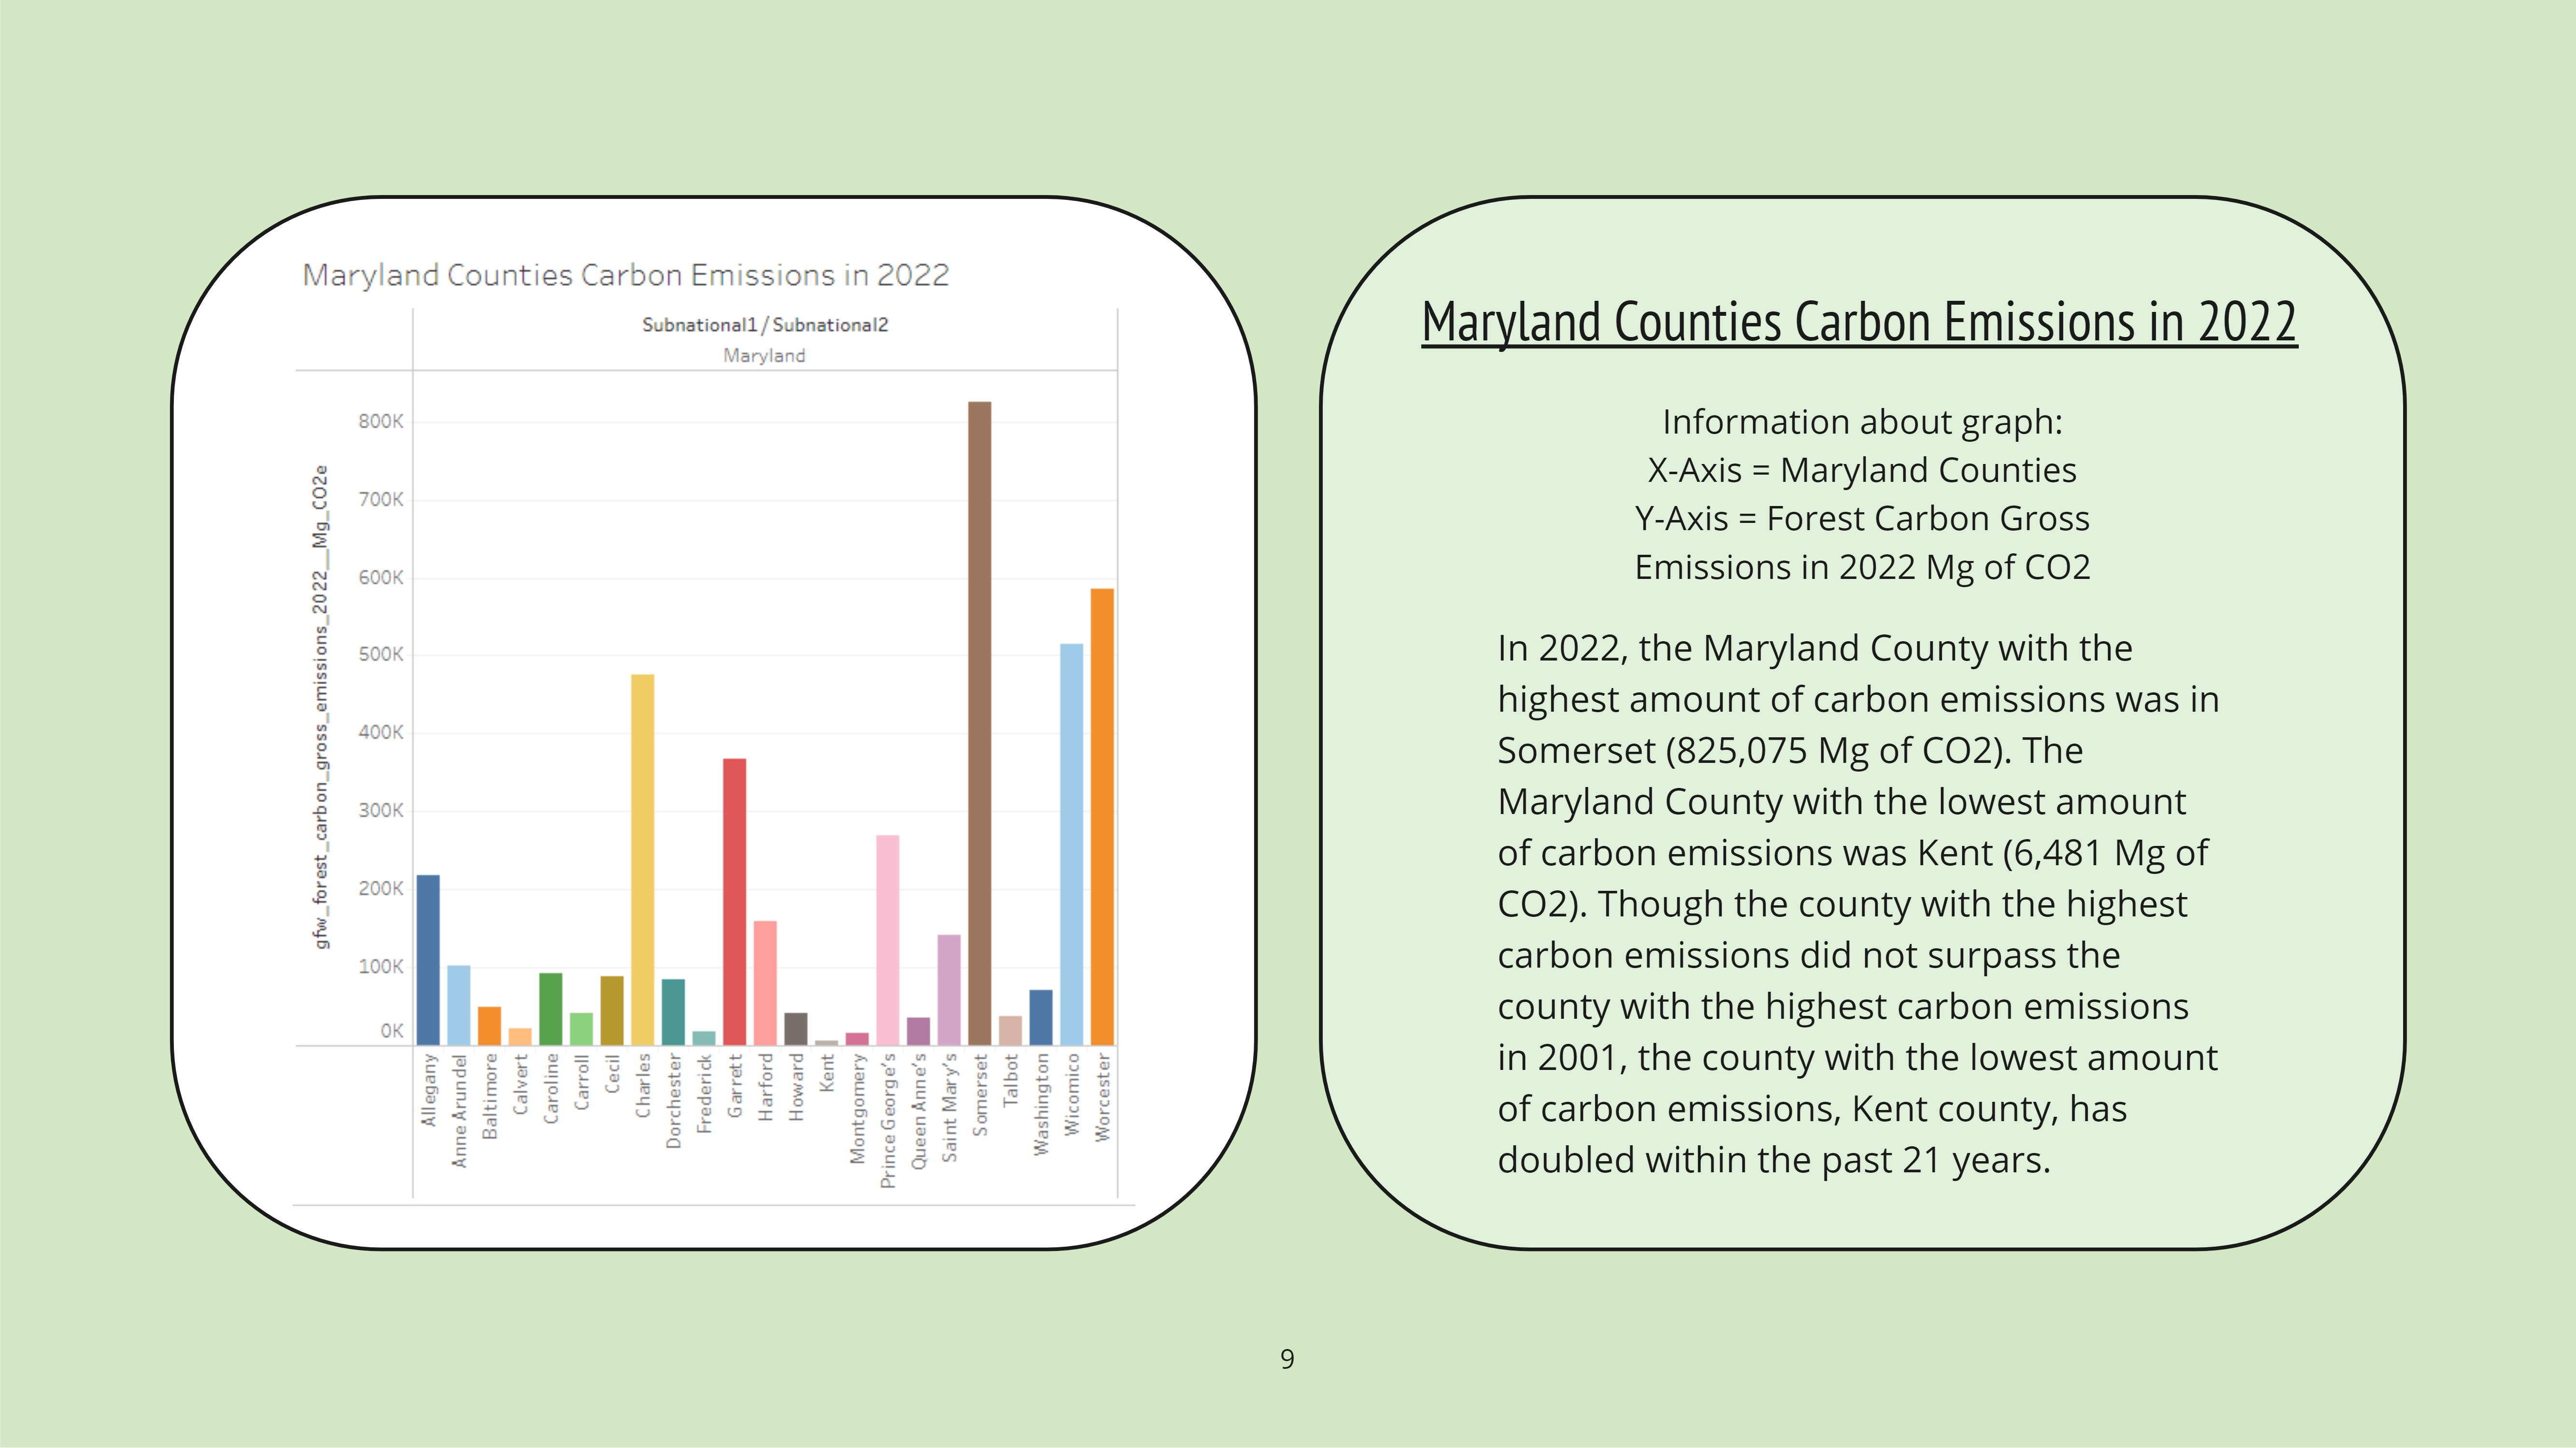 Maryland Counties Carbon Emissions in 2022
Subnational1 / Subnational2
Maryland
gfw_forest_carbon_gross_emissions_2022__Mg_CO2e
800K
700K
600K
500K
400K
300K
200K
100K
0K
Allegany
Anne Arundel
Baltimore
Calvert
Caroline
Carroll
Cecil
Charles
Dorchester
Frederick
Garrett
Harford
Howard
Kent
Montgomery
Prince George's
Queen Anne's
Saint Mary's
Somerset
Talbot
Washington
Wicomico
Worcester
Maryland Counties Carbon Emissions in 2022
Information about graph:
X-Axis = Maryland Counties
Y-Axis = Forest Carbon Gross
Emissions in 2022 Mg of CO2
In 2022, the Maryland County with the
highest amount of carbon emissions was in
Somerset (825,075 Mg of CO2). The
Maryland County with the lowest amount
of carbon emissions was Kent (6,481 Mg of
CO2). Though the county with the highest
carbon emissions did not surpass the
county with the highest carbon emissions
in 2001, the county with the lowest amount
of carbon emissions, Kent county, has
doubled within the past 21 years.
9